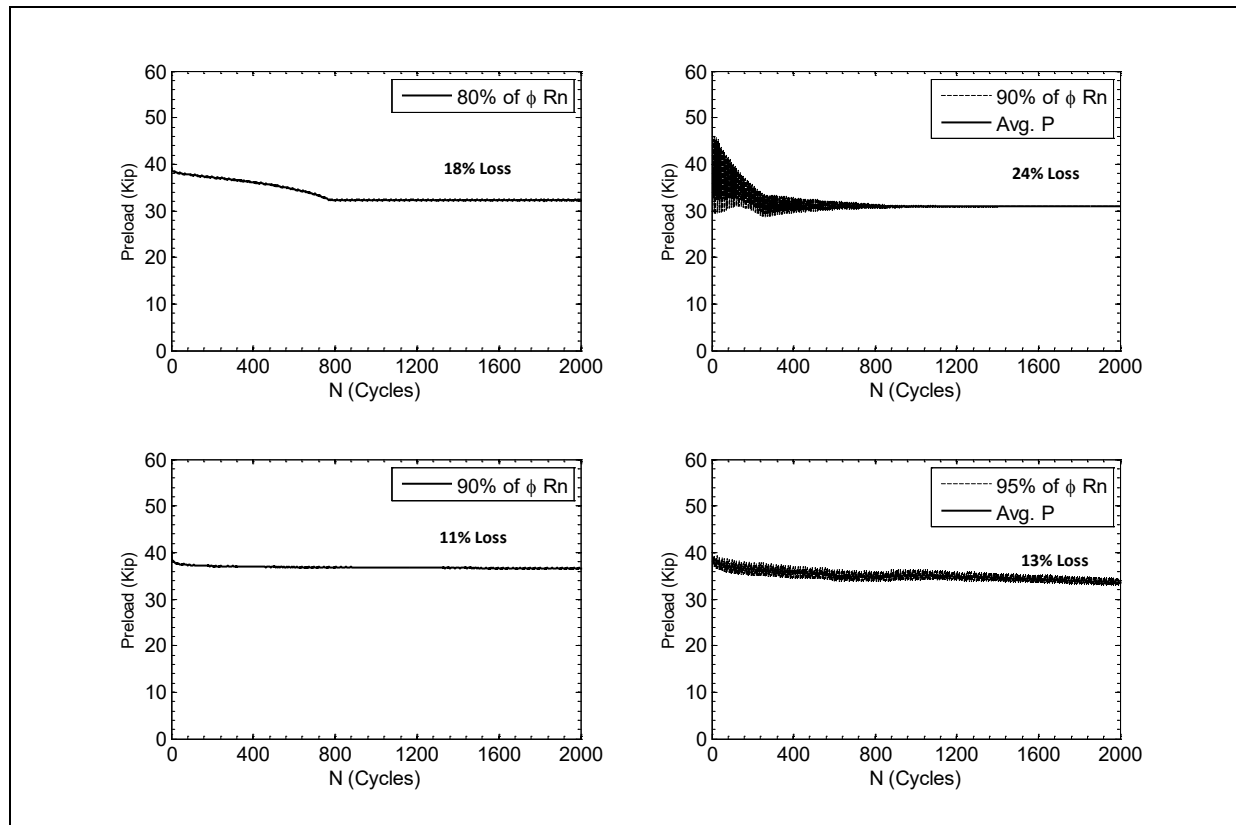 60
50
40
30
20
10
0
Preload (Kip)
80% of ϕ Rn
18% Loss
0 400 800 1200 1600 2000
N (Cycles)
60
50
40
30
20
10
0
Preload (Kip)
90% of ϕ Rn
Avg. P
24% Loss
0 400 800 1200 1600 2000
N (Cycles)
60
50
40
30
20
10
0
Preload (Kip)
90% of ϕ Rn
11% Loss
0 400 800 1200 1600 2000
N (Cycles)
60
50
40
30
20
10
0
Preload (Kip)
95% of ϕ Rn
Avg. P
13% Loss
0 400 800 1200 1600 2000
N (Cycles)